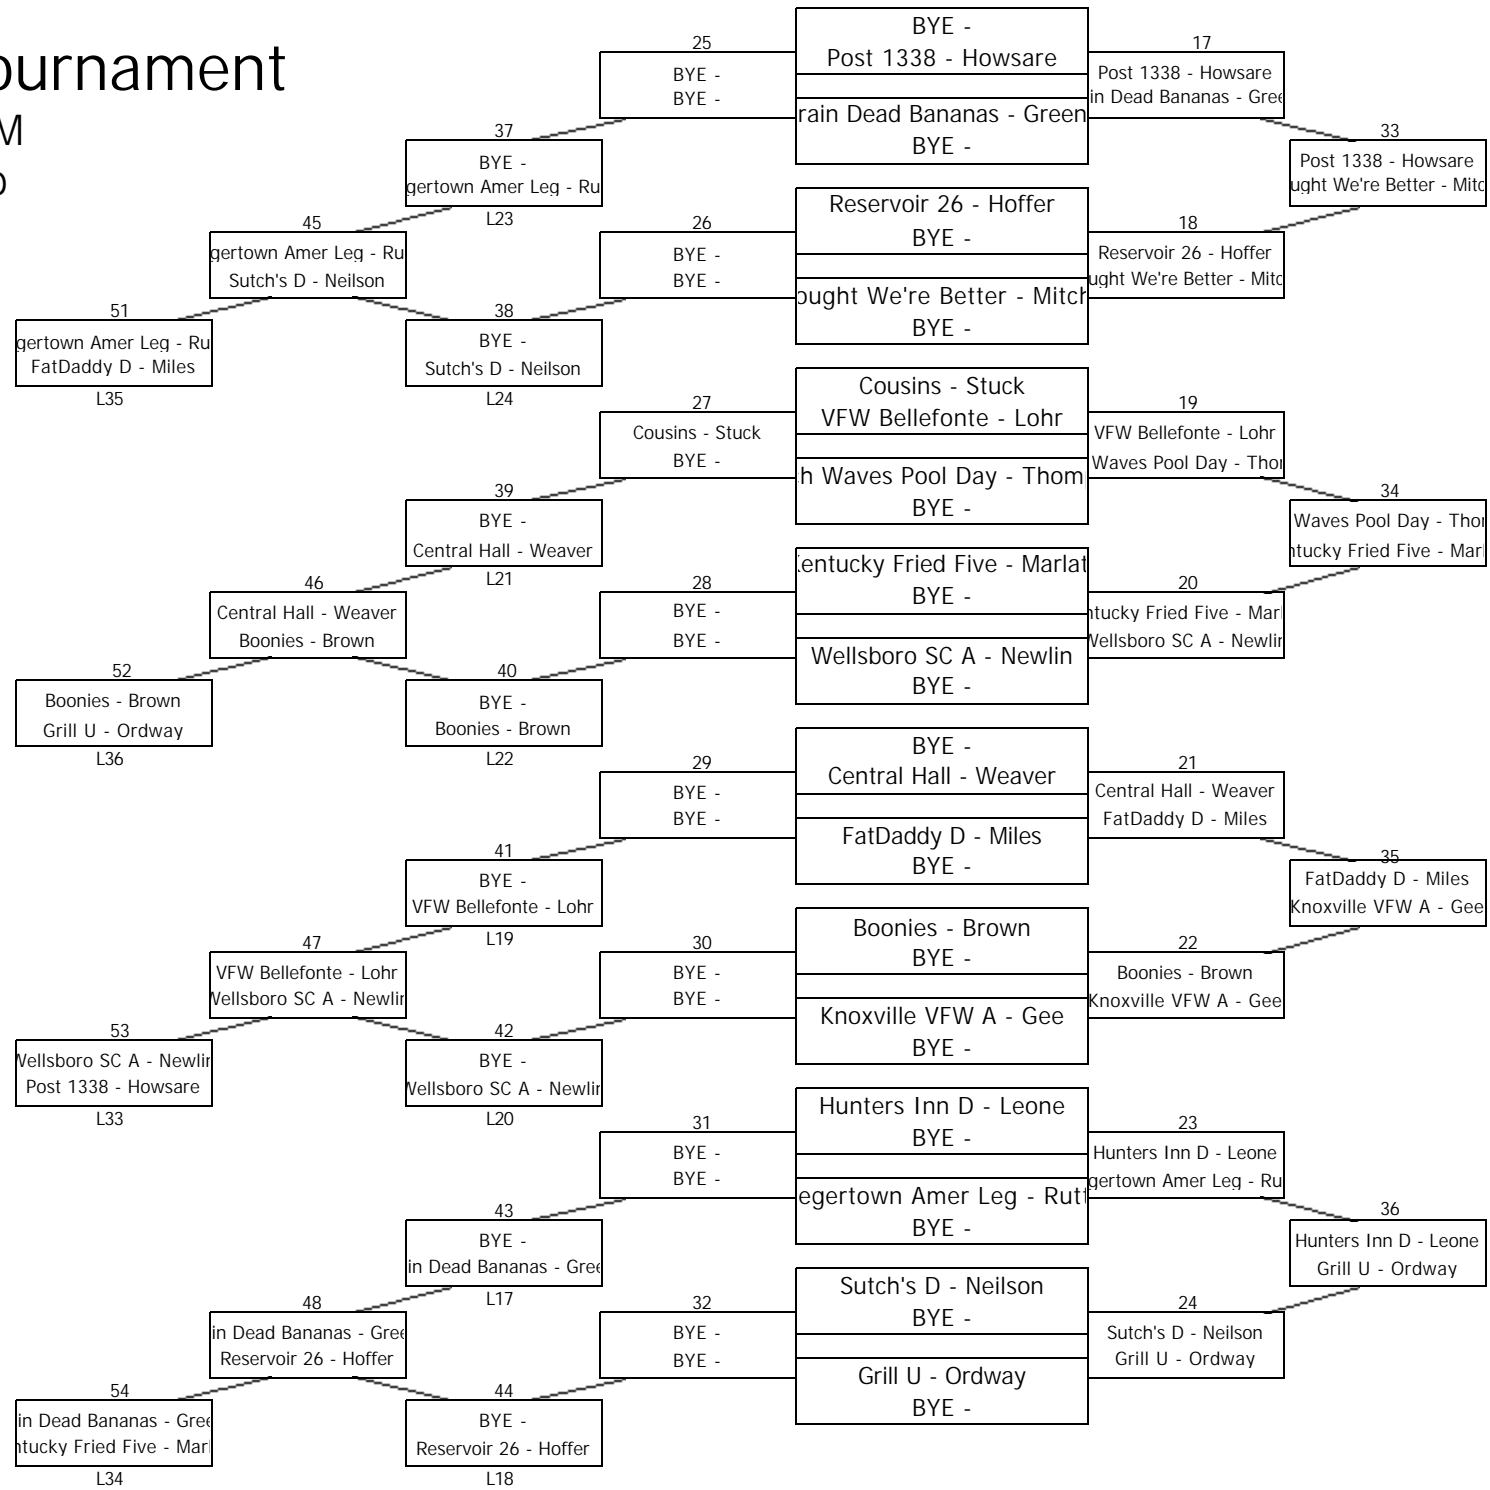 ournament
M
o
25
BYE -
BYE -
BYE -
Post 1338 - Howsare
rain Dead Bananas - Green
BYE -
17
Post 1338 - Howsare
in Dead Bananas - Gree
33
Post 1338 - Howsare
ught We're Better - Mitc
37
BYE -
gertown Amer Leg - Ru
L23
45
gertown Amer Leg - Ru
Sutch's D - Neilson
26
BYE -
BYE -
Reservoir 26 - Hoffer
BYE -
ought We're Better - Mitch
BYE -
18
Reservoir 26 - Hoffer
ught We're Better - Mitc
51
gertown Amer Leg - Ru
FatDaddy D - Miles
L35
38
BYE -
Sutch's D - Neilson
L24
27
Cousins - Stuck
BYE -
Cousins - Stuck
VFW Bellefonte - Lohr
h Waves Pool Day - Thom
BYE -
19
VFW Bellefonte - Lohr
Waves Pool Day - Thor
34
Waves Pool Day - Thor
ntucky Fried Five - Marl
39
BYE -
Central Hall - Weaver
L21
46
Central Hall - Weaver
Boonies - Brown
28
BYE -
BYE -
Kentucky Fried Five - Marlat
BYE -
Wellsboro SC A - Newlin
BYE -
20
ntucky Fried Five - Marl
Wellsboro SC A - Newlin
52
Boonies - Brown
Grill U - Ordway
L36
40
BYE -
Boonies - Brown
L22
29
BYE -
BYE -
BYE -
Central Hall - Weaver
FatDaddy D - Miles
BYE -
21
Central Hall - Weaver
FatDaddy D - Miles
35
FatDaddy D - Miles
Knoxville VFW A - Gee
41
BYE -
VFW Bellefonte - Lohr
L19
47
VFW Bellefonte - Lohr
Wellsboro SC A - Newlin
30
BYE -
BYE -
Boonies - Brown
BYE -
Knoxville VFW A - Gee
BYE -
22
Boonies - Brown
Knoxville VFW A - Gee
53
Wellsboro SC A - Newlin
Post 1338 - Howsare
L33
42
BYE -
Wellsboro SC A - Newlin
L20
31
BYE -
BYE -
Hunters Inn D - Leone
BYE -
egertown Amer Leg - Rutt
BYE -
23
Hunters Inn D - Leone
gertown Amer Leg - Ru
36
Hunters Inn D - Leone
Grill U - Ordway
43
BYE -
in Dead Bananas - Gree
L17
48
in Dead Bananas - Gree
Reservoir 26 - Hoffer
32
BYE -
BYE -
Sutch's D - Neilson
BYE -
Grill U - Ordway
BYE -
24
Sutch's D - Neilson
Grill U - Ordway
54
in Dead Bananas - Gree
ntucky Fried Five - Marl
L34
44
BYE -
Reservoir 26 - Hoffer
L18